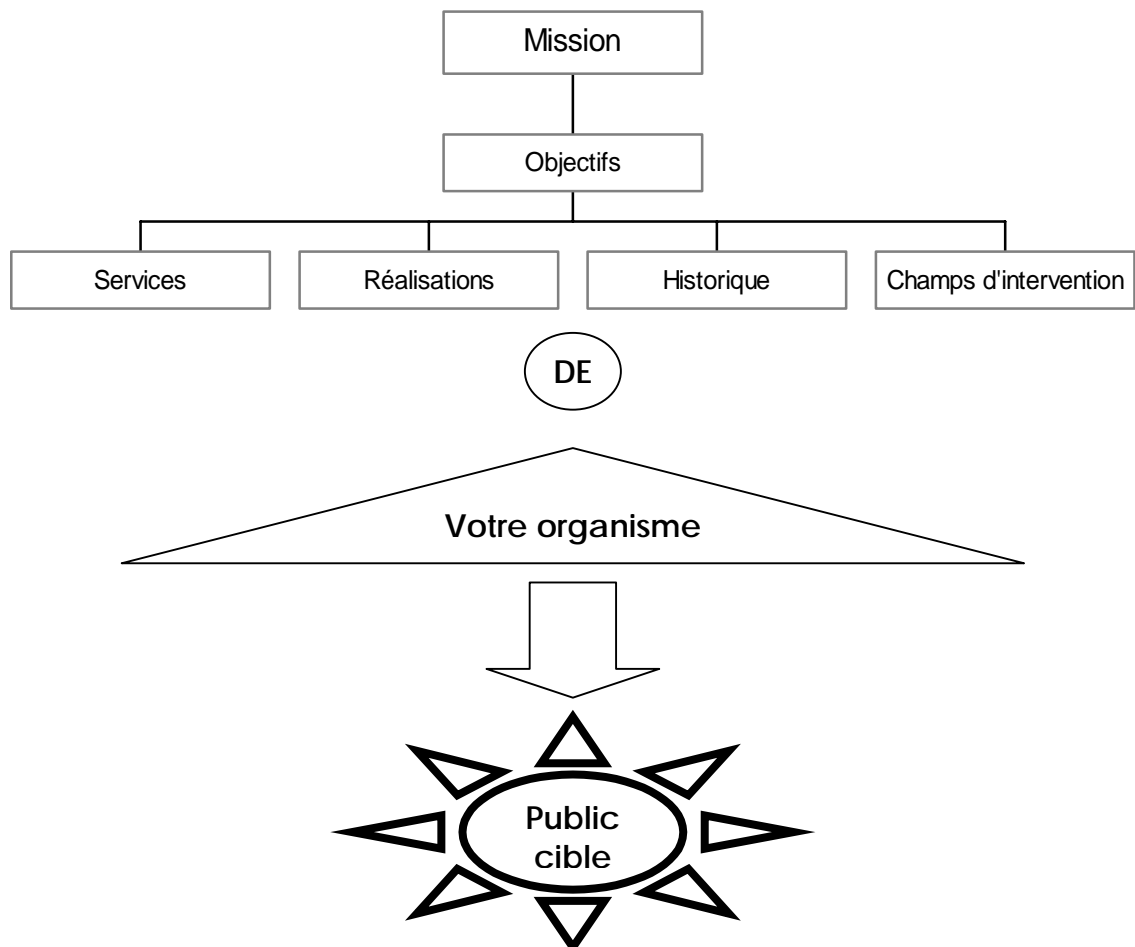 Mission
Objectifs
Services
Réalisations
Historique
Champs d'intervention
DE
Votre organisme
Public
cible